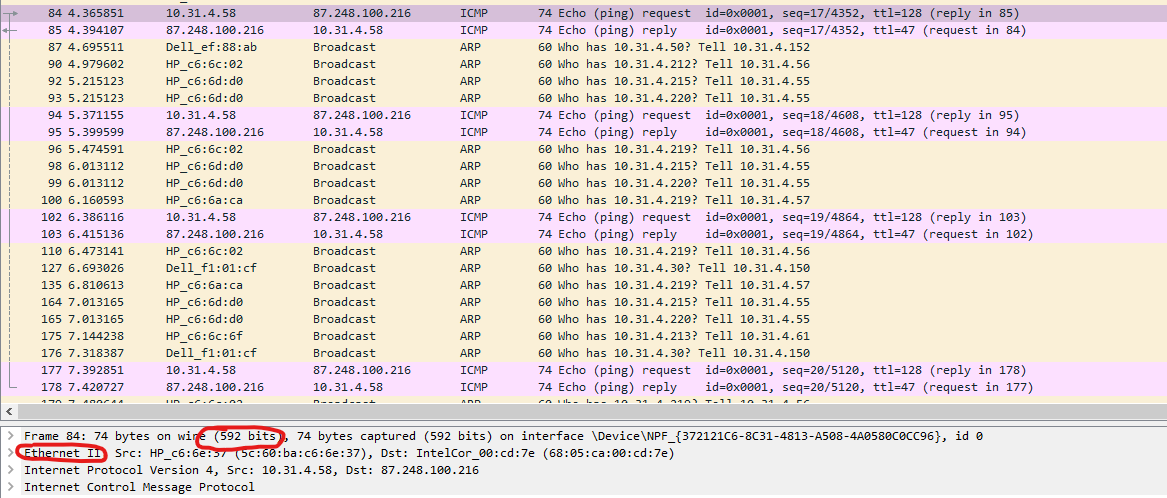 84 4.365851 10.31.4.58 87.248.100.216 ICMP 74 Echo (ping) request id=0x0001, seq=17/4352, ttl=128 (reply in 85)
85 4.394107 87.248.100.216 10.31.4.58 ICMP 74 Echo (ping) reply id=0x0001, seq=17/4352, ttl=47 (request in 84)
87 4.695511 Dell_ef:88:ab Broadcast ARP 60 Who has 10.31.4.50? Tell 10.31.4.152
90 4.979602 HP_c6:6c:02 Broadcast ARP 60 Who has 10.31.4.212? Tell 10.31.4.56
92 5.215123 HP_c6:6d:d0 Broadcast ARP 60 Who has 10.31.4.215? Tell 10.31.4.55
93 5.215123 HP_c6:6d:d0 Broadcast ARP 60 Who has 10.31.4.220? Tell 10.31.4.55
94 5.371155 10.31.4.58 87.248.100.216 ICMP 74 Echo (ping) request id=0x0001, seq=18/4608, ttl=128 (reply in 95)
95 5.399599 87.248.100.216 10.31.4.58 ICMP 74 Echo (ping) reply id=0x0001, seq=18/4608, ttl=47 (request in 94)
96 5.474591 HP_c6:6c:02 Broadcast ARP 60 Who has 10.31.4.219? Tell 10.31.4.56
98 6.013112 HP_c6:6d:d0 Broadcast ARP 60 Who has 10.31.4.215? Tell 10.31.4.55
99 6.013112 HP_c6:6d:d0 Broadcast ARP 60 Who has 10.31.4.220? Tell 10.31.4.55
100 6.160593 HP_c6:6a:ca Broadcast ARP 60 Who has 10.31.4.219? Tell 10.31.4.57
102 6.386116 10.31.4.58 87.248.100.216 ICMP 74 Echo (ping) request id=0x0001, seq=19/4864, ttl=128 (reply in 103)
103 6.415136 87.248.100.216 10.31.4.58 ICMP 74 Echo (ping) reply id=0x0001, seq=19/4864, ttl=47 (request in 102)
110 6.473141 HP_c6:6c:02 Broadcast ARP 60 Who has 10.31.4.219? Tell 10.31.4.56
127 6.693026 Dell_f1:01:cf Broadcast ARP 60 Who has 10.31.4.30? Tell 10.31.4.150
135 6.810613 HP_c6:6a:ca Broadcast ARP 60 Who has 10.31.4.219? Tell 10.31.4.57
164 7.013165 HP_c6:6d:d0 Broadcast ARP 60 Who has 10.31.4.215? Tell 10.31.4.55
165 7.013165 HP_c6:6d:d0 Broadcast ARP 60 Who has 10.31.4.220? Tell 10.31.4.55
175 7.144238 HP_c6:6c:6f Broadcast ARP 60 Who has 10.31.4.213? Tell 10.31.4.61
176 7.318387 Dell_f1:01:cf Broadcast ARP 60 Who has 10.31.4.30? Tell 10.31.4.150
177 7.392851 10.31.4.58 87.248.100.216 ICMP 74 Echo (ping) request id=0x0001, seq=20/5120, ttl=128 (reply in 178)
178 7.420727 87.248.100.216 10.31.4.58 ICMP 74 Echo (ping) reply id=0x0001, seq=20/5120, ttl=47 (request in 177)
Frame 84: 74 bytes on wire (592 bits), 74 bytes captured (592 bits) on interface \Device\NPF_{372121C6-8C31-4813-A508-4A0580C0CC96}, id 0
Ethernet II, Src: HP_c6:6e:37 (5c:60:ba:c6:6e:37), Dst: IntelCor_00:cd:7e (68:05:ca:00:cd:7e)
Internet Protocol Version 4, Src: 10.31.4.58, Dst: 87.248.100.216
Internet Control Message Protocol